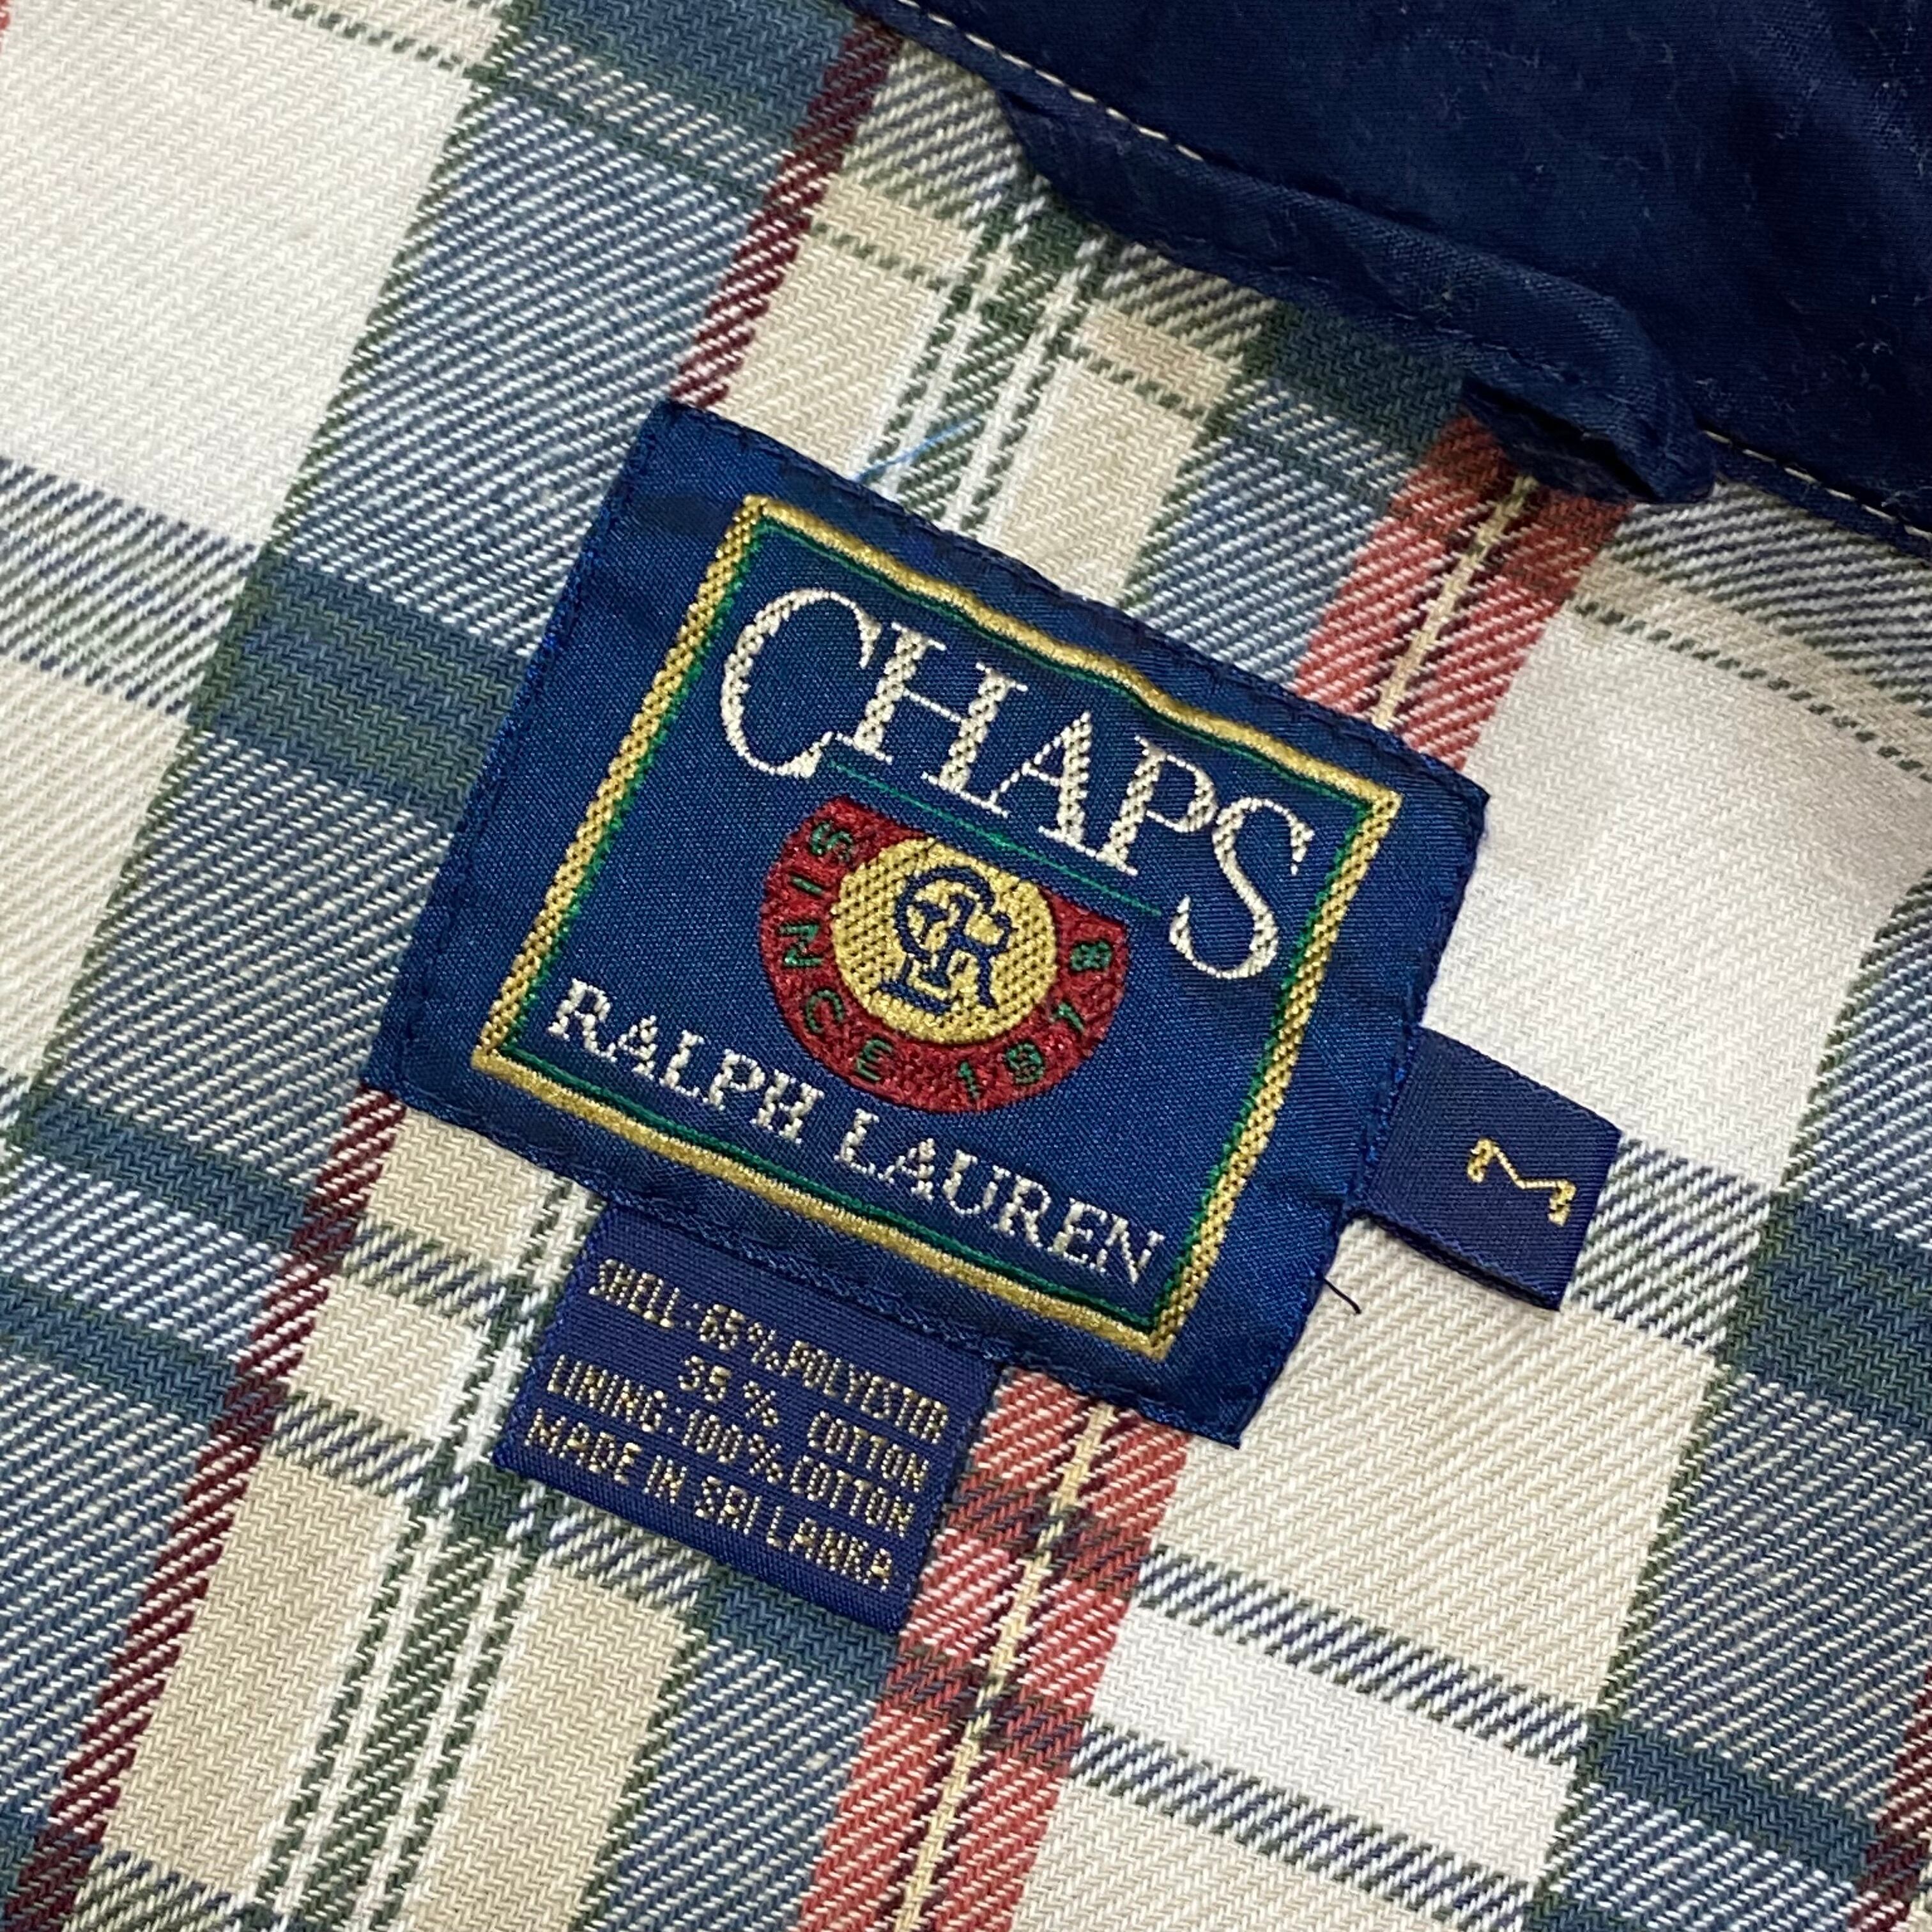 CHAPS
SINCE 1978
RALPH LAUREN
M
SHELL:65%POLYESTER
35% COTTON
LINING:100%COTTON
MADE IN SRI LANKA